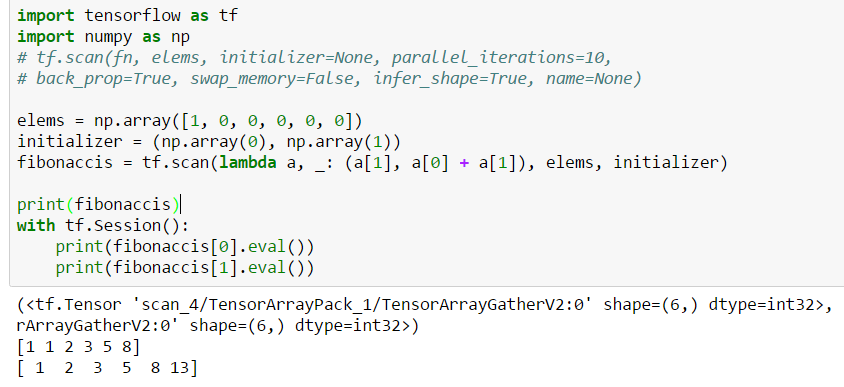 import tensorflow as tf
import numpy as np
# tf.scan(fn, elems, initializer=None, parallel_iterations=10,
# back_prop=True, swap_memory=False, infer_shape=True, name=None)

elems = np.array([1, 0, 0, 0, 0, 0])
initializer = (np.array(0), np.array(1))
fibonaccis = tf.scan(lambda a, _: (a[1], a[0] + a[1]), elems, initializer)

print(fibonaccis)
with tf.Session():
    print(fibonaccis[0].eval())
    print(fibonaccis[1].eval())
(<tf.Tensor 'scan_4/TensorArrayPack_1/TensorArrayGatherV2:0' shape=(6,) dtype=int32>,
rArrayGatherV2:0' shape=(6,) dtype=int32>)
[1 1 2 3 5 8]
[ 1  2  3  5  8 13]